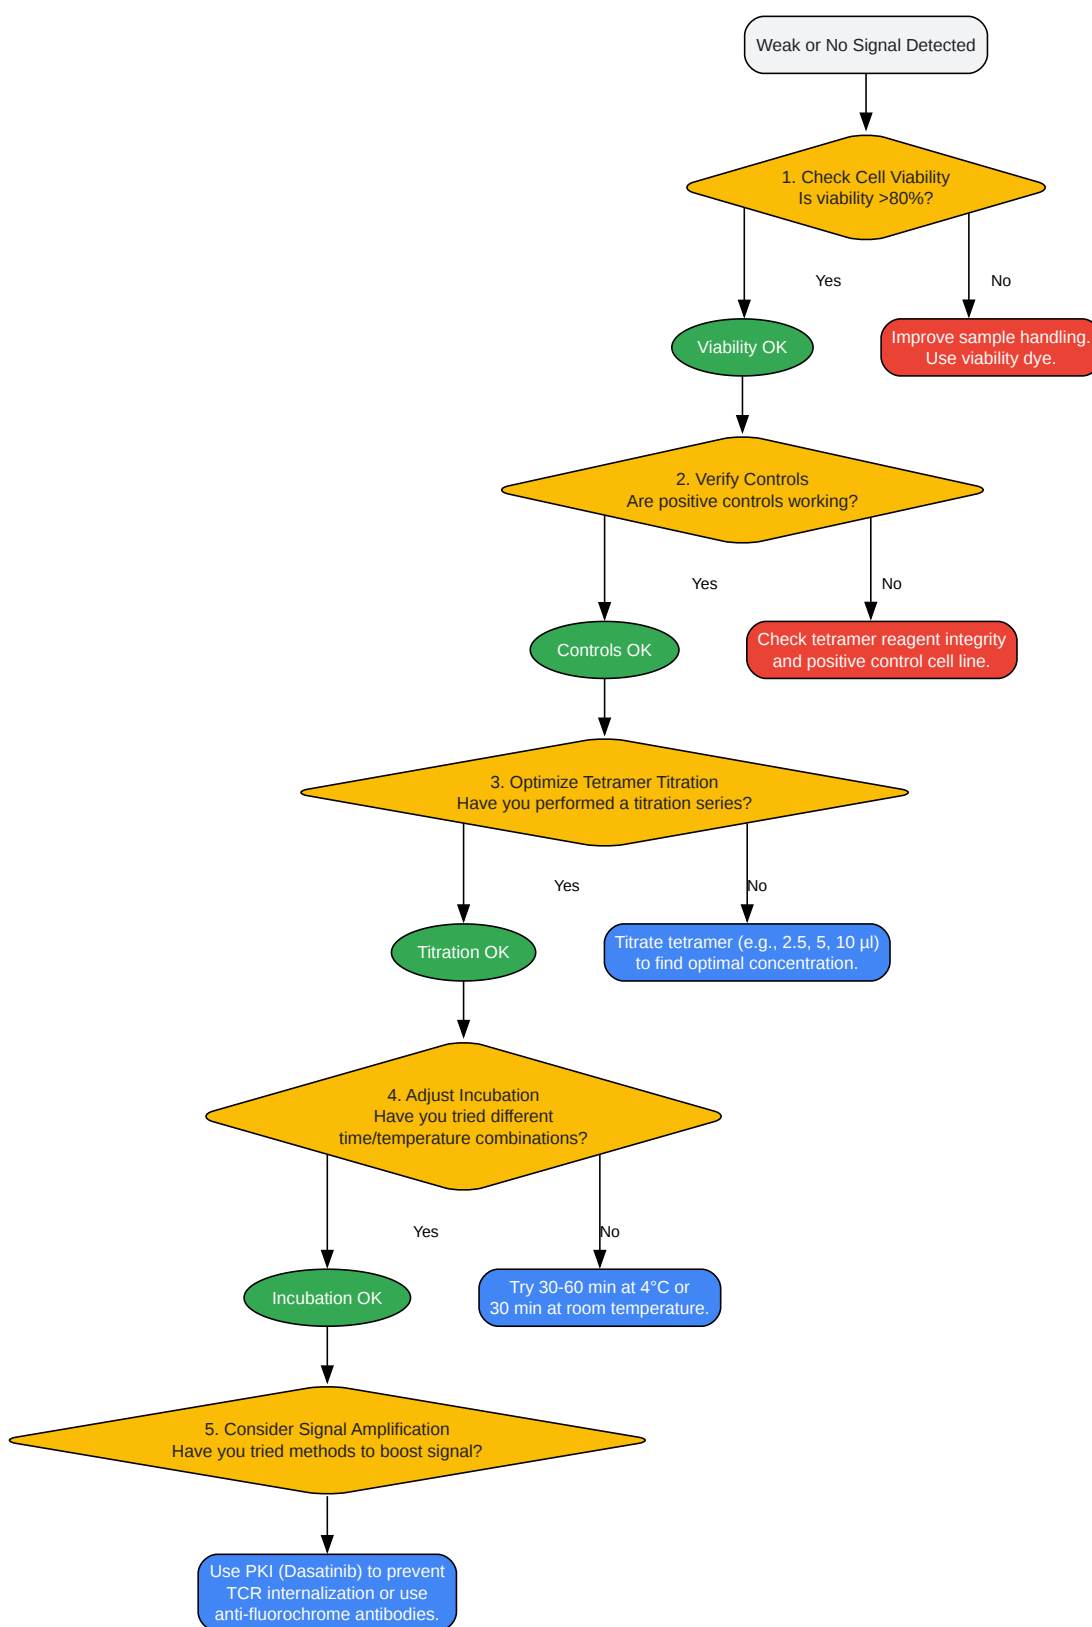 Weak or No Signal Detected
1. Check Cell Viability
Is viability >80%?
Yes
No
Viability OK
Improve sample handling.
Use viability dye.
2. Verify Controls
Are positive controls working?
Yes
No
Controls OK
Check tetramer reagent integrity
and positive control cell line.
3. Optimize Tetramer Titration
Have you performed a titration series?
Yes
No
Titration OK
Titrate tetramer (e.g., 2.5, 5, 10 µl)
to find optimal concentration.
4. Adjust Incubation
Have you tried different
time/temperature combinations?
Yes
No
Incubation OK
Try 30-60 min at 4°C or
30 min at room temperature.
5. Consider Signal Amplification
Have you tried methods to boost signal?
Use PKI (Dasatinib) to prevent
TCR internalization or use
anti-fluorochrome antibodies.